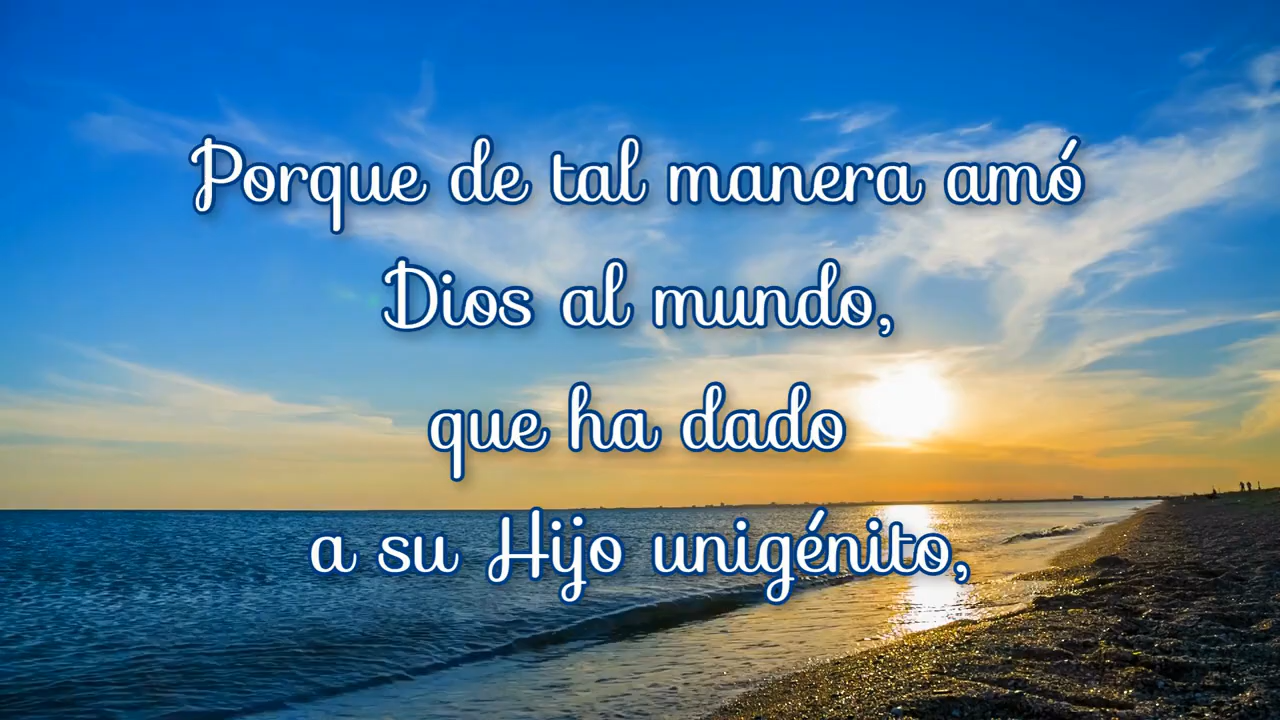 Porque de tal manera amó
Dios al mundo,
que ha dado
a su Hijo unigénito,